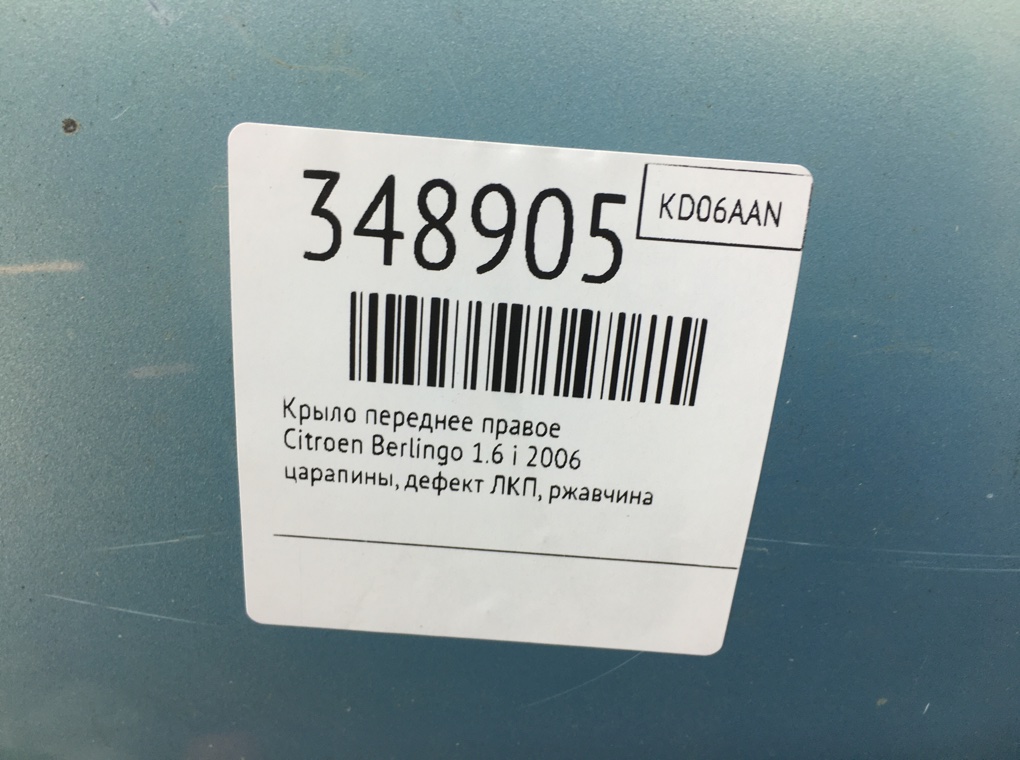 348905
KD06AAN
Крыло переднее правое
Citroen Berlingo 1.6 i 2006
царапины, дефект ЛКП, ржавчина